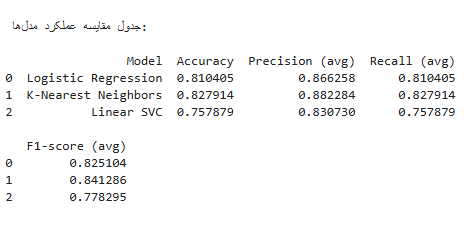 جدول مقایسه عملکرد مدل‌ها:
Model Accuracy Precision (avg) Recall (avg)
0 Logistic Regression 0.810405 0.866258 0.810405
1 K-Nearest Neighbors 0.827914 0.882284 0.827914
2 Linear SVC 0.757879 0.830730 0.757879
F1-score (avg)
0 0.825104
1 0.841286
2 0.778295